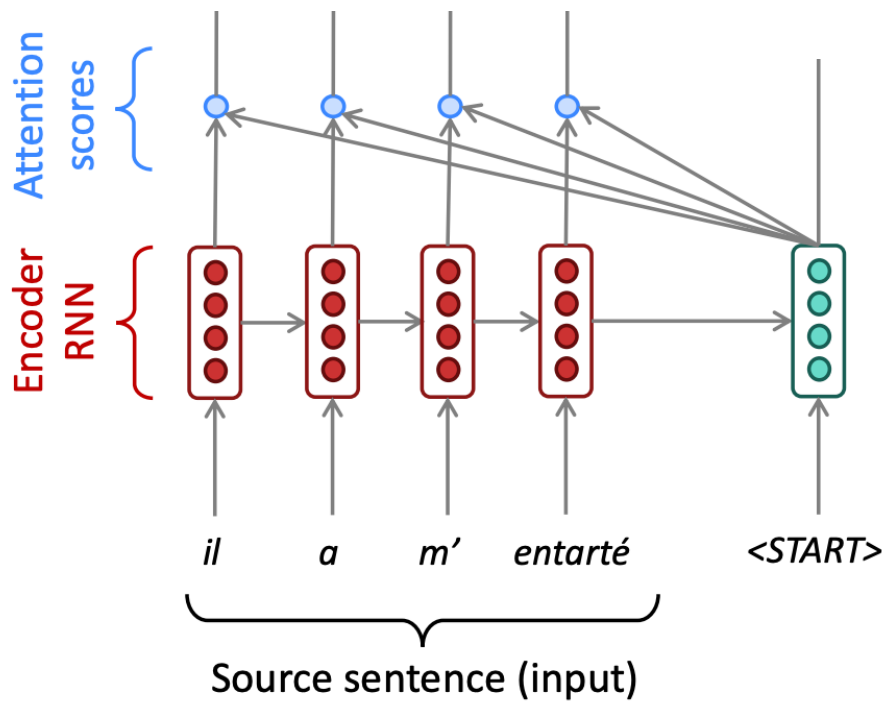 Attention
scores
Encoder
RNN
il a m’ entarté <START>
Source sentence (input)